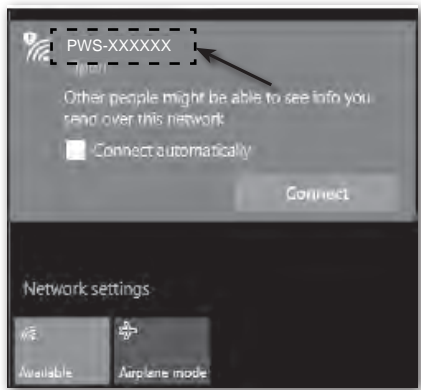 PWS-XXXXXX
Open
Other people might be able to see info you
send over this network
Connect automatically
Connect
Network settings
Available
Airplane mode